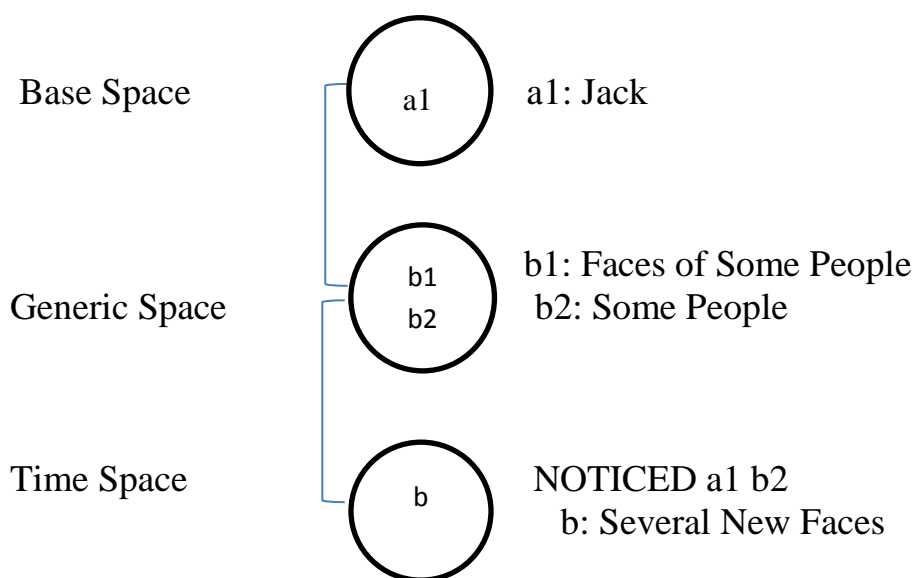 Base Space
a1
a1: Jack
Generic Space
b1
b2
b1: Faces of Some People
b2: Some People
Time Space
b
NOTICED a1 b2
b: Several New Faces